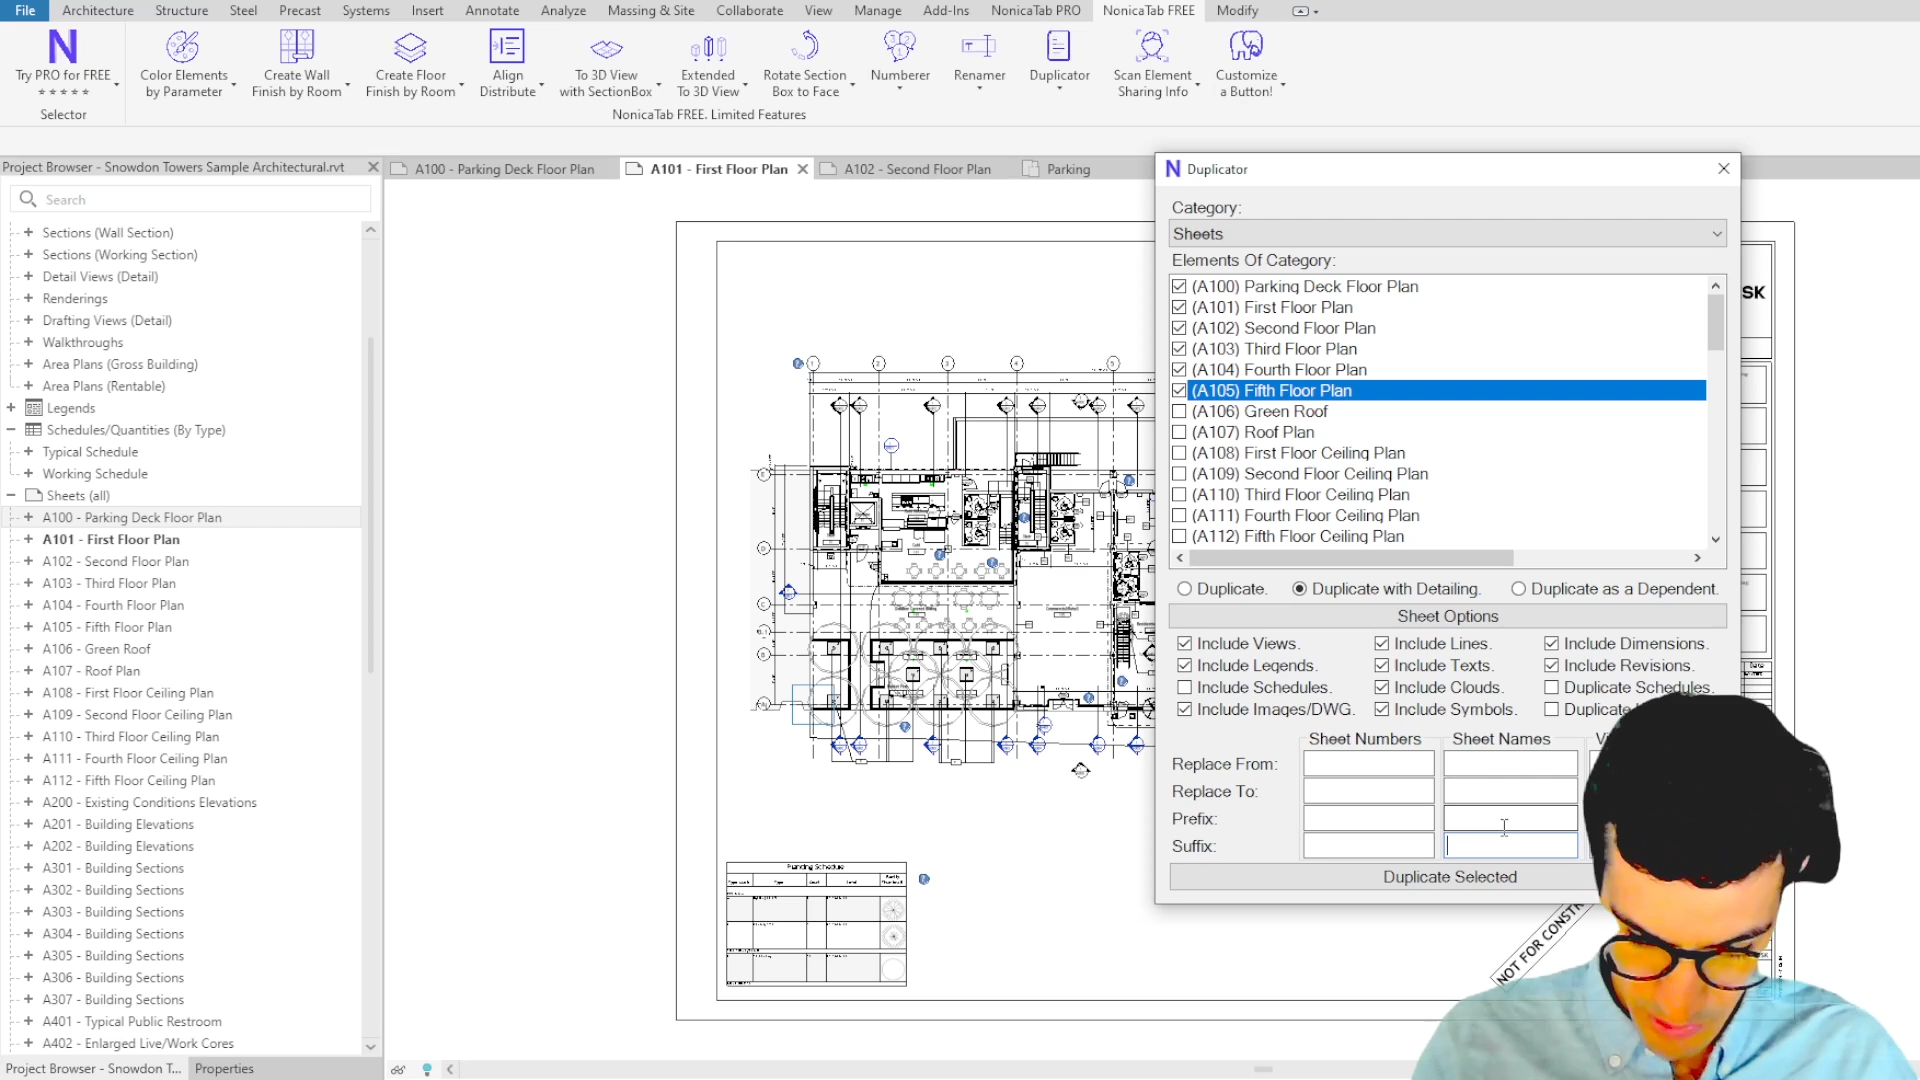 File Architecture Structure Steel Precast Systems Insert Annotate Analyze Massing & Site Collaborate View Manage Add-Ins NonicaTab PRO NonicaTab FREE Modify
Try PRO for FREE
Color Elements by Parameter
Create Wall Finish by Room
Create Floor Finish by Room
Align Distribute
To 3D View with SectionBox
Extended To 3D View
Rotate Section Box to Face
Numberer
Renamer
Duplicator
Scan Element Sharing Info
Customize a Button!
Selector
NonicaTab FREE. Limited Features
Project Browser - Snowdon Towers Sample Architectural.rvt
A100 - Parking Deck Floor Plan
A101 - First Floor Plan
A102 - Second Floor Plan
Parking
Search
Sections (Wall Section)
Sections (Working Section)
Detail Views (Detail)
Renderings
Drafting Views (Detail)
Walkthroughs
Area Plans (Gross Building)
Area Plans (Rentable)
Legends
Schedules/Quantities (By Type)
Typical Schedule
Working Schedule
Sheets (all)
A100 - Parking Deck Floor Plan
A101 - First Floor Plan
A102 - Second Floor Plan
A103 - Third Floor Plan
A104 - Fourth Floor Plan
A105 - Fifth Floor Plan
A106 - Green Roof
A107 - Roof Plan
A108 - First Floor Ceiling Plan
A109 - Second Floor Ceiling Plan
A110 - Third Floor Ceiling Plan
A111 - Fourth Floor Ceiling Plan
A112 - Fifth Floor Ceiling Plan
A200 - Existing Conditions Elevations
A201 - Building Elevations
A202 - Building Elevations
A301 - Building Sections
A302 - Building Sections
A303 - Building Sections
A304 - Building Sections
A305 - Building Sections
A306 - Building Sections
A307 - Building Sections
A401 - Typical Public Restroom
A402 - Enlarged Live/Work Cores
Project Browser - Snowdon T...
Properties
Planting Schedule
NOT FOR CONSTR
SK
Duplicator
Category:
Sheets
Elements Of Category:
(A100) Parking Deck Floor Plan
(A101) First Floor Plan
(A102) Second Floor Plan
(A103) Third Floor Plan
(A104) Fourth Floor Plan
(A105) Fifth Floor Plan
(A106) Green Roof
(A107) Roof Plan
(A108) First Floor Ceiling Plan
(A109) Second Floor Ceiling Plan
(A110) Third Floor Ceiling Plan
(A111) Fourth Floor Ceiling Plan
(A112) Fifth Floor Ceiling Plan
Duplicate. Duplicate with Detailing. Duplicate as a Dependent.
Sheet Options
Include Views. Include Lines. Include Dimensions.
Include Legends. Include Texts. Include Revisions.
Include Schedules. Include Clouds. Duplicate Schedules.
Include Images/DWG. Include Symbols. Duplicate
Sheet Numbers Sheet Names
Replace From:
Replace To:
Prefix:
Suffix:
Duplicate Selected